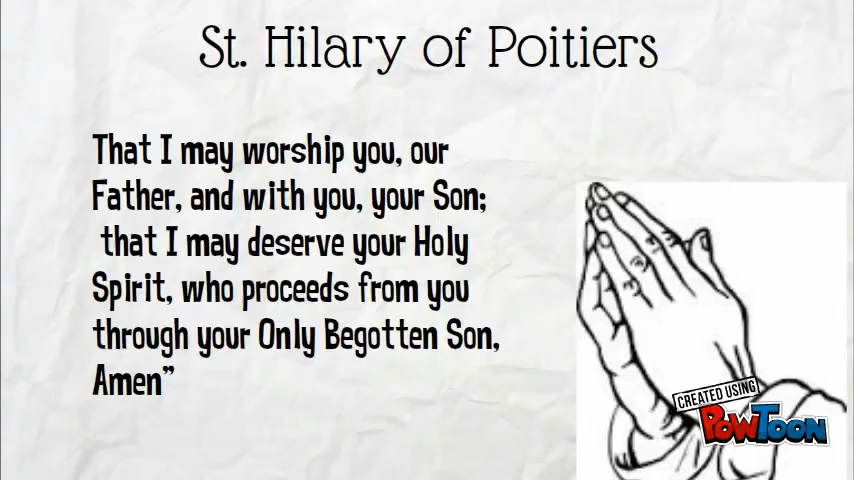 St. Hilary of Poitiers
That I may worship you, our
Father, and with you, your Son;
that I may deserve your Holy
Spirit, who proceeds from you
through your Only Begotten Son,
Amen”
CREATED USING
POWTOON